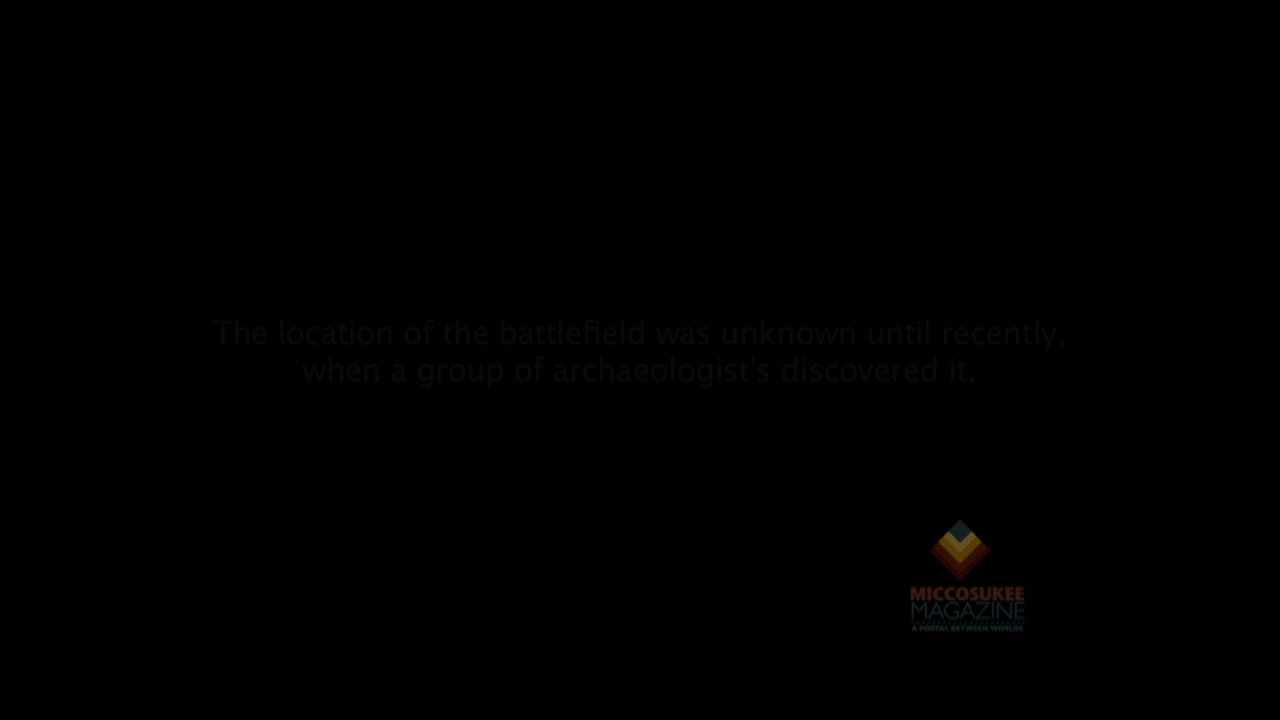 The location of the battlefield was unknown until recently,
when a group of archaeologist's discovered it.
MICCOSUKEE
MAGAZINE
A PORTAL BETWEEN WORLDS